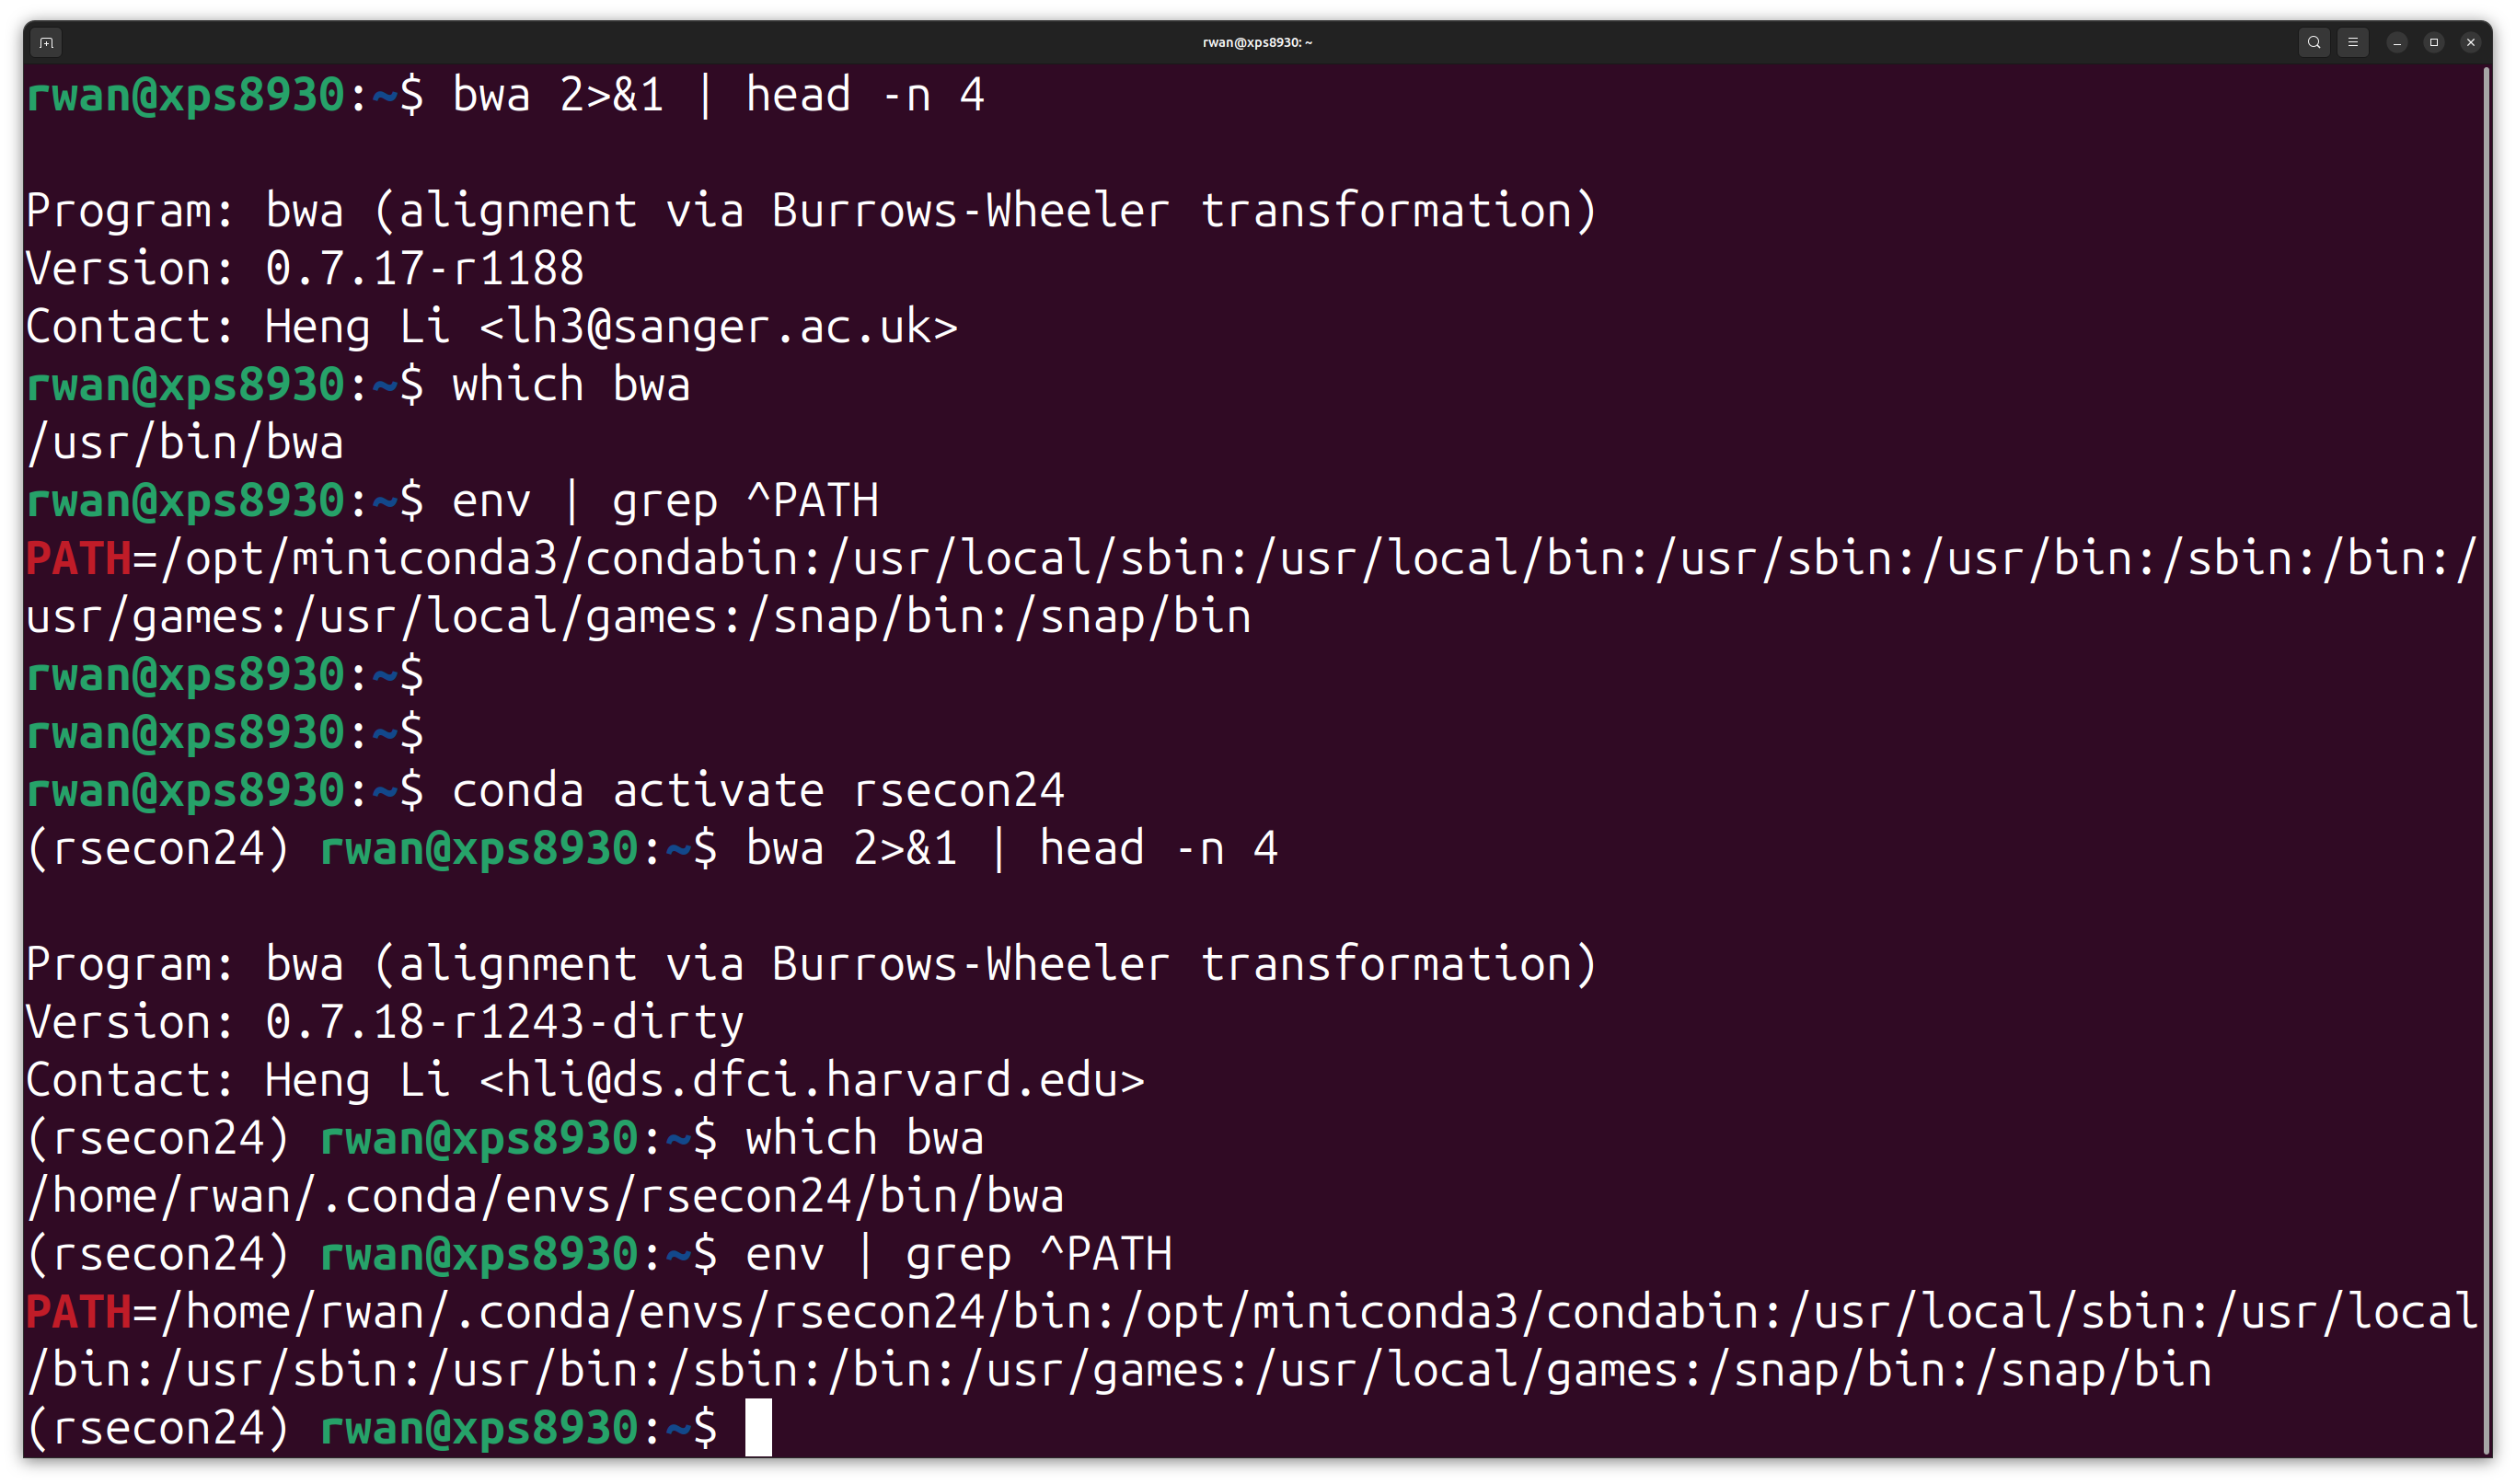 rwan@xps8930: ~
rwan@xps8930:~$ bwa 2>&1 | head -n 4
Program: bwa (alignment via Burrows-Wheeler transformation)
Version: 0.7.17-r1188
Contact: Heng Li <lh3@sanger.ac.uk>
rwan@xps8930:~$ which bwa
/usr/bin/bwa
rwan@xps8930:~$ env | grep ^PATH
PATH=/opt/miniconda3/condabin:/usr/local/sbin:/usr/local/bin:/usr/sbin:/usr/bin:/sbin:/bin:/
usr/games:/usr/local/games:/snap/bin:/snap/bin
rwan@xps8930:~$
rwan@xps8930:~$
rwan@xps8930:~$ conda activate rsecon24
(rsecon24) rwan@xps8930:~$ bwa 2>&1 | head -n 4
Program: bwa (alignment via Burrows-Wheeler transformation)
Version: 0.7.18-r1243-dirty
Contact: Heng Li <hli@ds.dfci.harvard.edu>
(rsecon24) rwan@xps8930:~$ which bwa
/home/rwan/.conda/envs/rsecon24/bin/bwa
(rsecon24) rwan@xps8930:~$ env | grep ^PATH
PATH=/home/rwan/.conda/envs/rsecon24/bin:/opt/miniconda3/condabin:/usr/local/sbin:/usr/local
/bin:/usr/sbin:/usr/bin:/sbin:/bin:/usr/games:/usr/local/games:/snap/bin:/snap/bin
(rsecon24) rwan@xps8930:~$